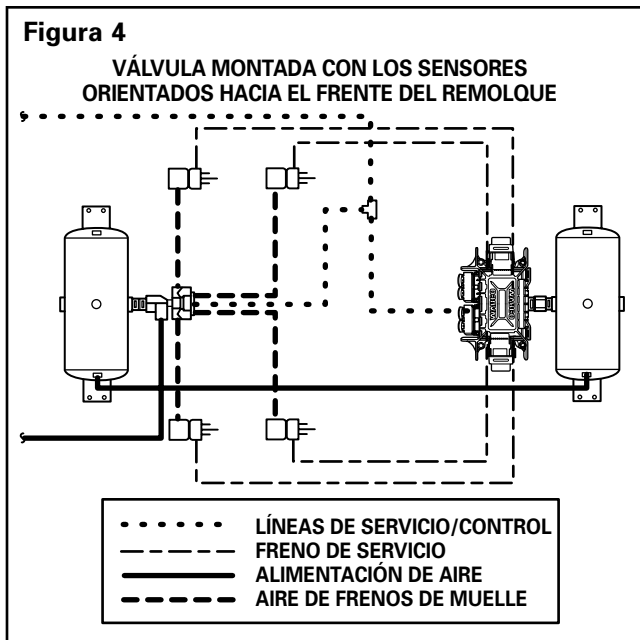 Figura 4
VÁLVULA MONTADA CON LOS SENSORES
ORIENTADOS HACIA EL FRENTE DEL REMOLQUE
LÍNEAS DE SERVICIO/CONTROL
FRENO DE SERVICIO
ALIMENTACIÓN DE AIRE
AIRE DE FRENOS DE MUELLE